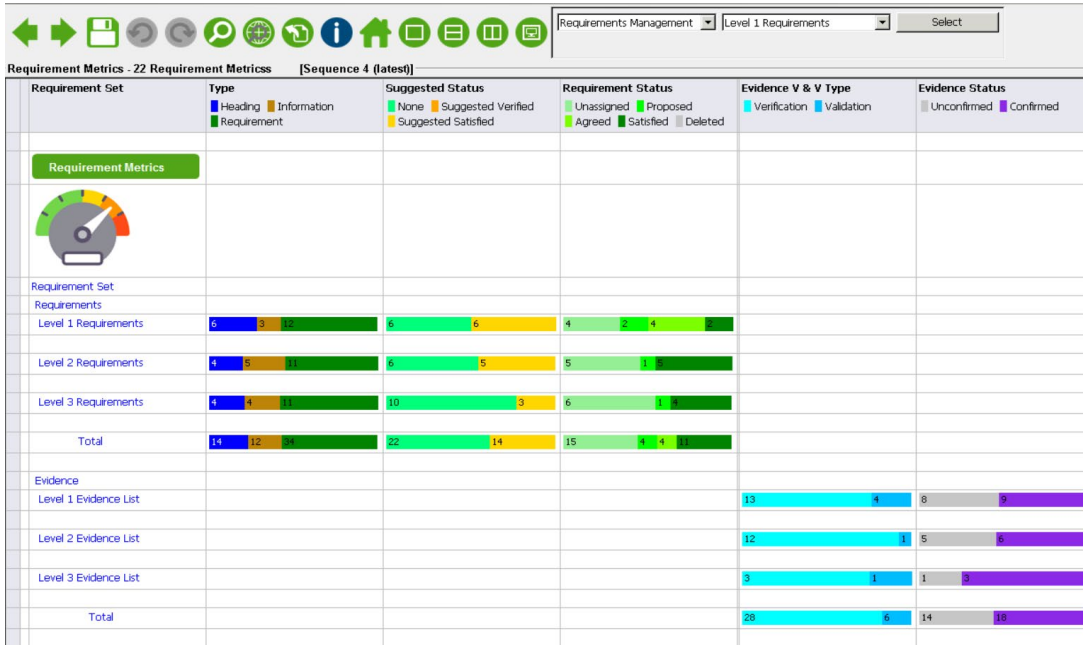 Requirements Management Level 1 Requirements Select
Requirement Metrics - 22 Requirement Metricss [Sequence 4 (latest)]
Requirement Set Type Suggested Status Requirement Status Evidence V & V Type Evidence Status
Heading Information None Suggested Verified Unassigned Proposed Verification Validation Unconfirmed Confirmed
Requirement Suggested Satisfied Agreed Satisfied Deleted
Requirement Metrics
Requirement Set
Requirements
Level 1 Requirements 6 3 12 6 6 4 2 4 2
Level 2 Requirements 4 5 11 6 5 5 1 5
Level 3 Requirements 4 4 11 10 3 6 1 4
Total 14 12 34 22 14 15 4 4 11
Evidence
Level 1 Evidence List 13 4 8 9
Level 2 Evidence List 12 1 5 6
Level 3 Evidence List 3 1 1 3
Total 28 6 14 18